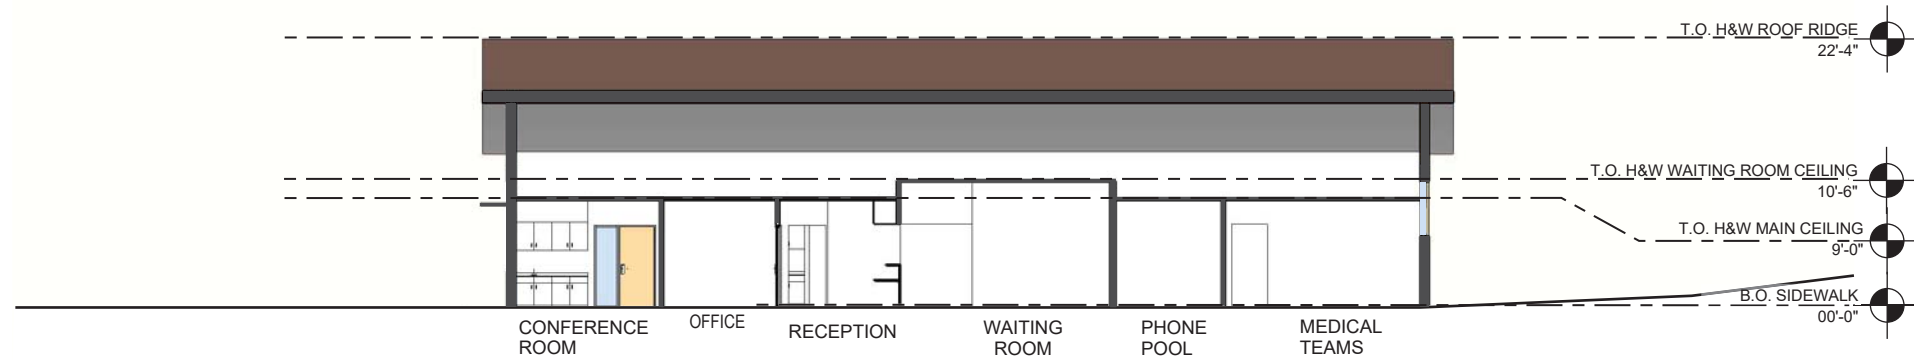 T.O. H&W ROOF RIDGE
22'-4"
T.O. H&W WAITING ROOM CEILING
10'-6"
T.O. H&W MAIN CEILING
9'-0"
B.O. SIDEWALK
00'-0"
CONFERENCE
ROOM
OFFICE
RECEPTION
WAITING
ROOM
PHONE
POOL
MEDICAL
TEAMS